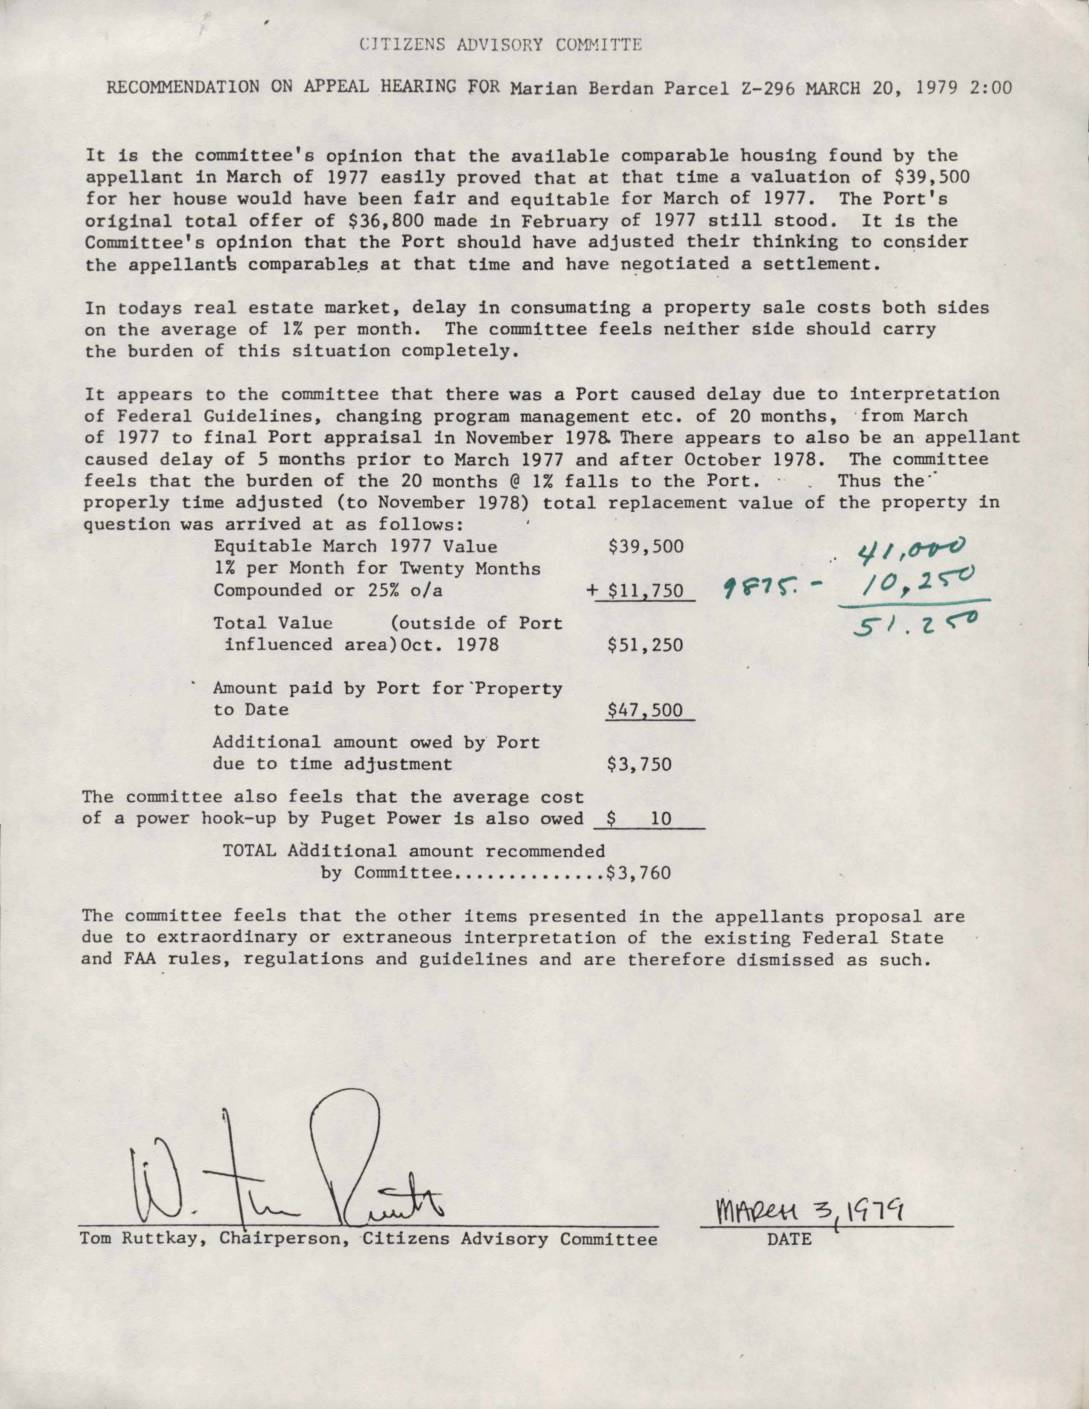 CITIZENS ADVISORY COMMITTE
RECOMMENDATION ON APPEAL HEARING FOR Marian Berdan Parcel Z-296 MARCH 20, 1979 2:00
It is the committee's opinion that the available comparable housing found by the
appellant in March of 1977 easily proved that at that time a valuation of $39,500
for her house would have been fair and equitable for March of 1977. The Port's
original total offer of $36,800 made in February of 1977 still stood. It is the
Committee's opinion that the Port should have adjusted their thinking to consider
the appellant's comparables at that time and have negotiated a settlement.
In todays real estate market, delay in consumating a property sale costs both sides
on the average of 1% per month. The committee feels neither side should carry
the burden of this situation completely.
It appears to the committee that there was a Port caused delay due to interpretation
of Federal Guidelines, changing program management etc. of 20 months, from March
of 1977 to final Port appraisal in November 1978. There appears to also be an appellant
caused delay of 5 months prior to March 1977 and after October 1978. The committee
feels that the burden of the 20 months @ 1% falls to the Port. Thus the
properly time adjusted (to November 1978) total replacement value of the property in
question was arrived at as follows:
Equitable March 1977 Value $39,500 41,000
1% per Month for Twenty Months
Compounded or 25% o/a + $11,750 9875. - 10,250
Total Value (outside of Port 51.250
influenced area) Oct. 1978 $51,250
Amount paid by Port for Property
to Date $47,500
Additional amount owed by Port
due to time adjustment $3,750
The committee also feels that the average cost
of a power hook-up by Puget Power is also owed $ 10
TOTAL Additional amount recommended
by Committee..............$3,760
The committee feels that the other items presented in the appellants proposal are
due to extraordinary or extraneous interpretation of the existing Federal State
and FAA rules, regulations and guidelines and are therefore dismissed as such.
W. Tom Ruttkay
MARCH 3, 1979
Tom Ruttkay, Chairperson, Citizens Advisory Committee DATE